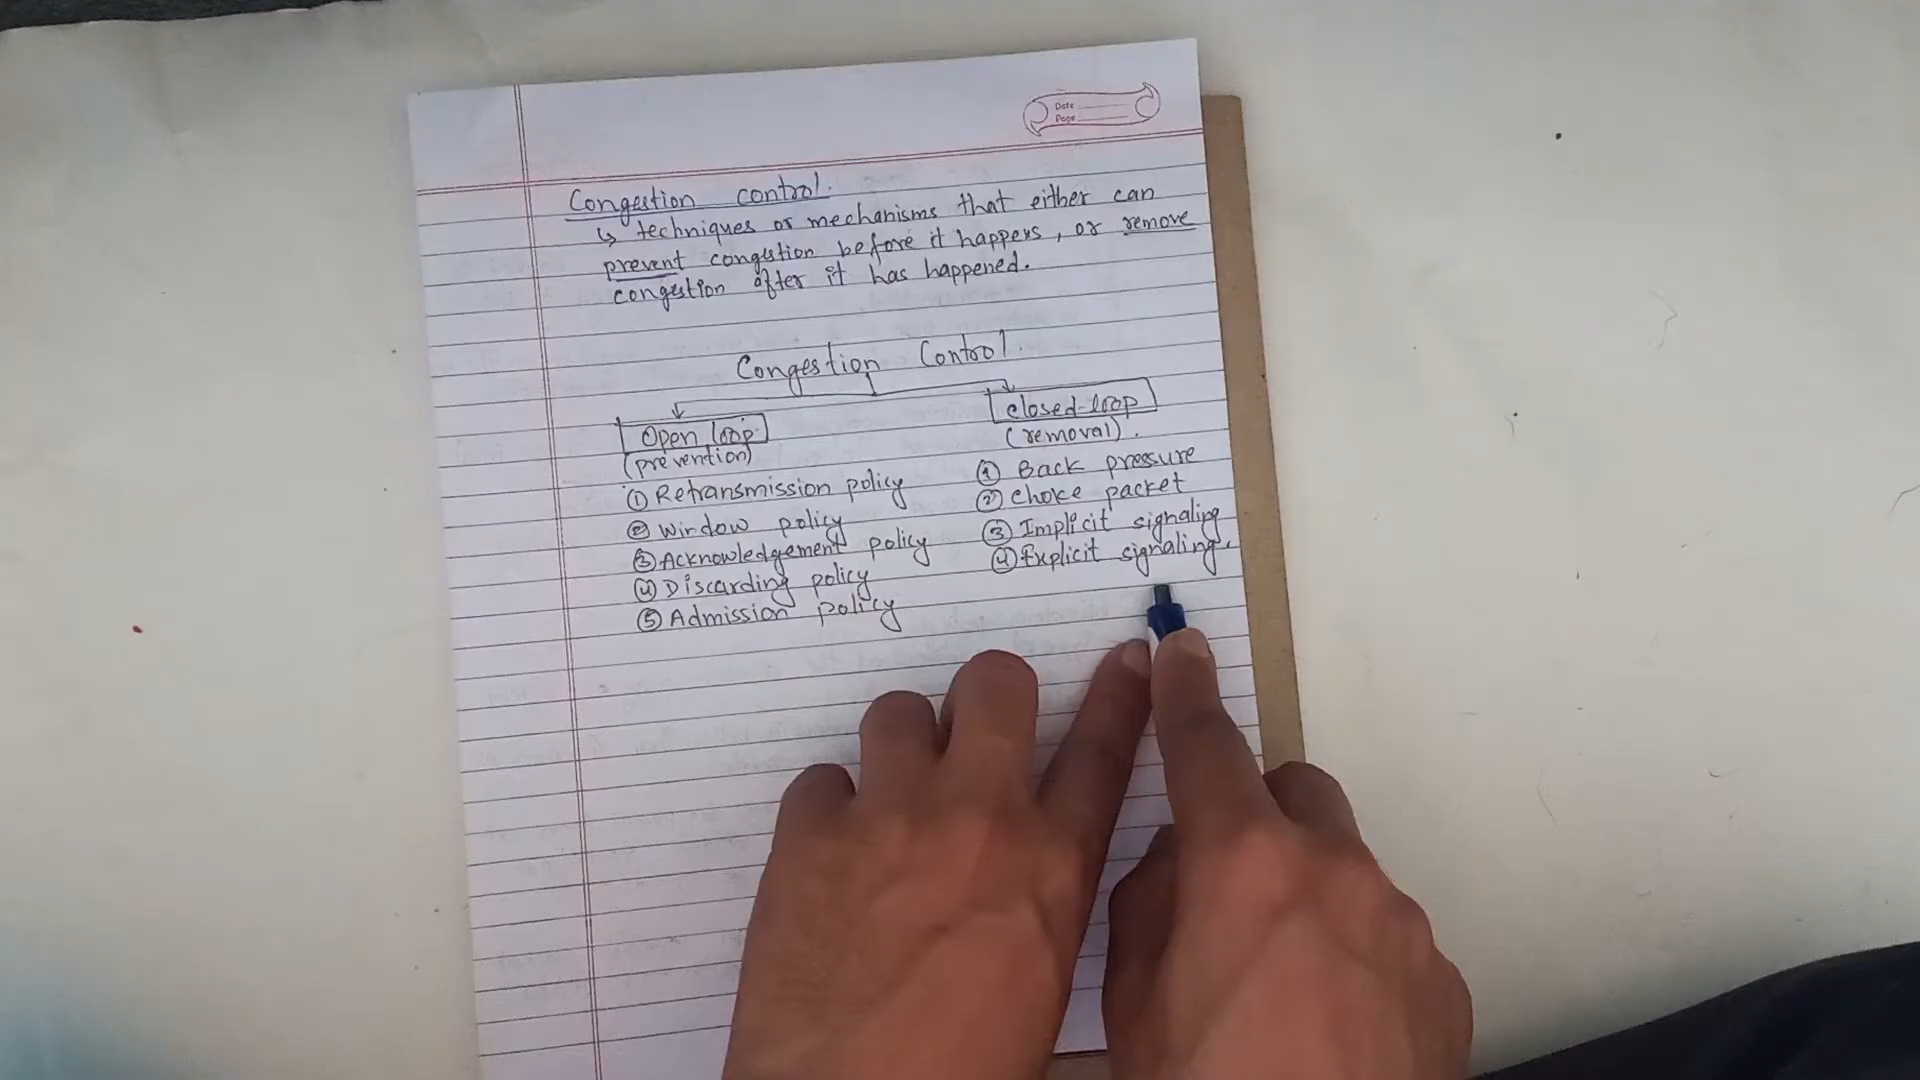 Date
Page
Congestion control.
↳ techniques or mechanisms that either can
prevent congestion before it happens, or remove
congestion after it has happened.
Congestion Control.
Open loop
(prevention)
① Retransmission policy
② Window policy
③ Acknowledgement policy
④ Discarding policy
⑤ Admission policy
closed-loop
(removal).
① Back pressure
② choke packet
③ Implicit signaling
④ Explicit signaling.